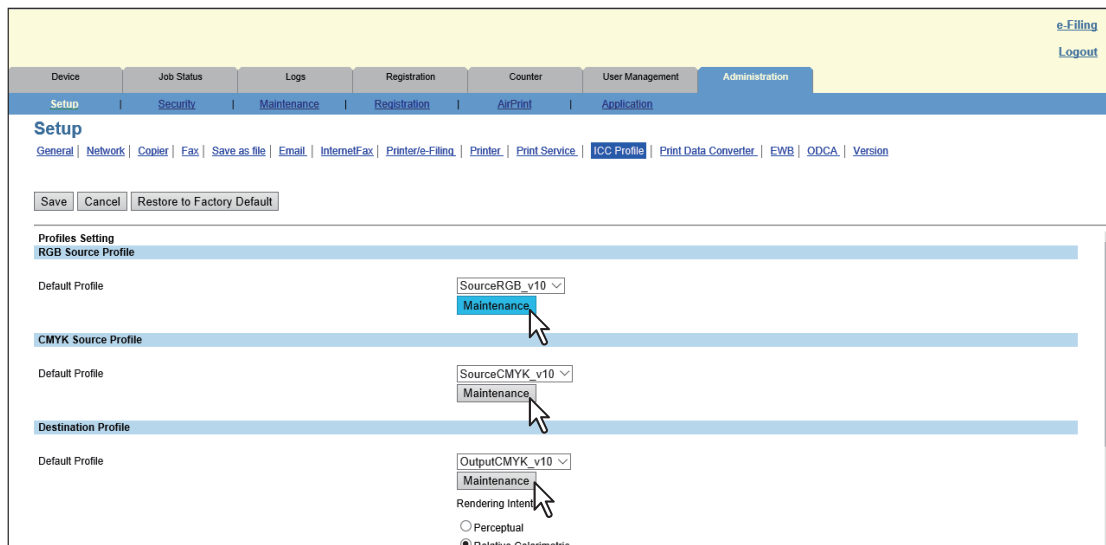 e-Filing
Logout
Device Job Status Logs Registration Counter User Management Administration
Setup | Security | Maintenance | Registration | AirPrint | Application
Setup
General | Network | Copier | Fax | Save as file | Email | InternetFax | Printer/e-Filing | Printer | Print Service | ICC Profile | Print Data Converter | EWB | ODCA | Version
Save Cancel Restore to Factory Default
Profiles Setting
RGB Source Profile
Default Profile SourceRGB_v10
Maintenance
CMYK Source Profile
Default Profile SourceCMYK_v10
Maintenance
Destination Profile
Default Profile OutputCMYK_v10
Maintenance
Rendering Intent
Perceptual
Relative Colorimetric